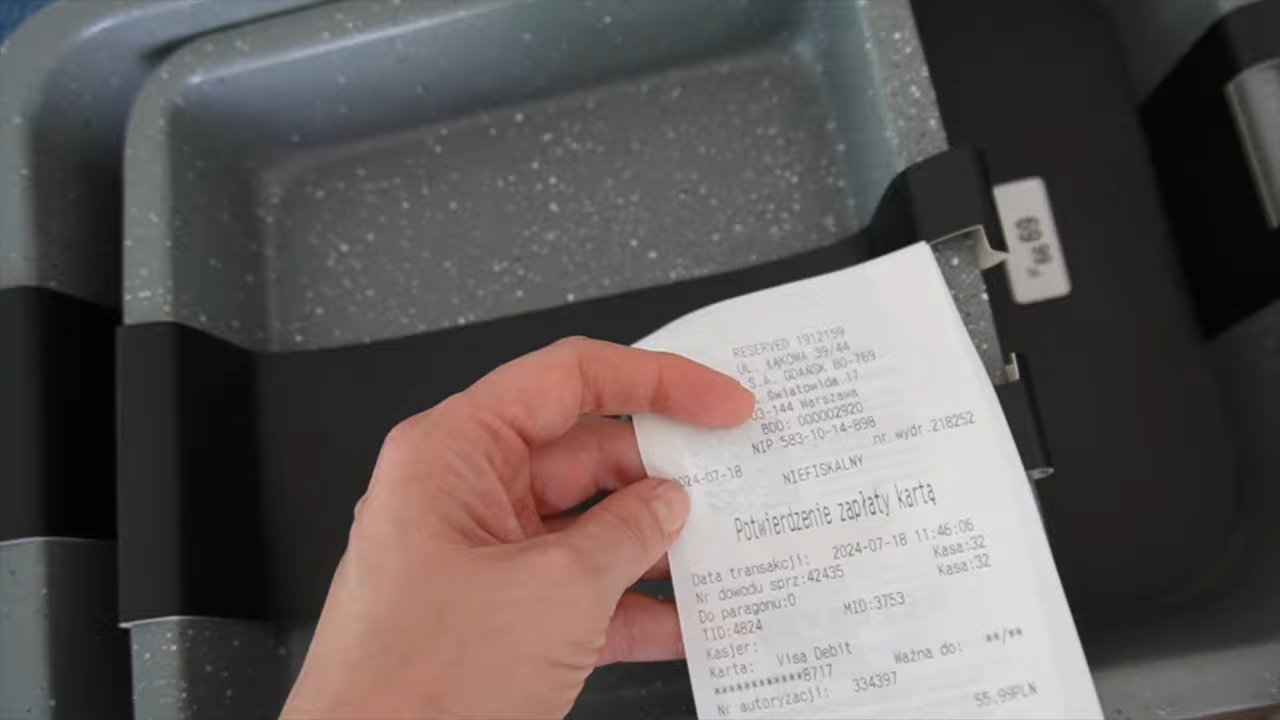 RESERVED 1912159
UL. ŁĄKOWA 39/44
S.A. GDAŃSK 80-769
Światowida 17
03-144 Warszawa
BDO: 000002920
NIP 583-10-14-898
nr wydr.218252
2024-07-18 NIEFISKALNY
Potwierdzenie zapłaty kartą
Data transakcji: 2024-07-18 11:46:06
Nr dowodu sprz:42435 Kasa:32
Do paragonu:0 Kasa:32
TID:4824 MID:3753
Kasjer:
Karta: Visa Debit
************8717 Ważna do: **/**
Nr autoryzacji: 334397
55,99PLN